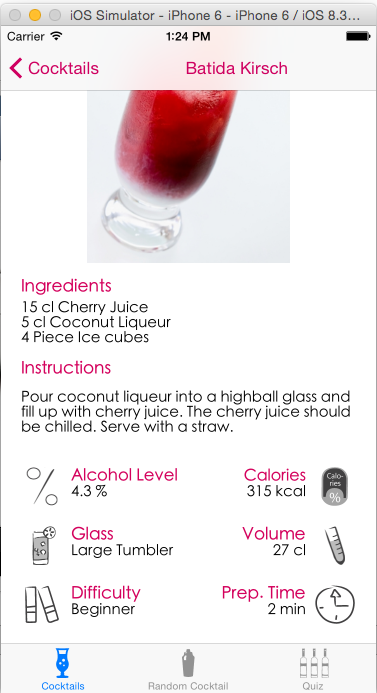 iOS Simulator - iPhone 6 - iPhone 6 / iOS 8.3...
Carrier 1:24 PM
Cocktails Batida Kirsch
Ingredients
15 cl Cherry Juice
5 cl Coconut Liqueur
4 Piece Ice cubes
Instructions
Pour coconut liqueur into a highball glass and
fill up with cherry juice. The cherry juice should
be chilled. Serve with a straw.
% Alcohol Level Calories Calo-
4.3 % 315 kcal ries
%
Glass Volume
Large Tumbler 27 cl
Difficulty Prep. Time
Beginner 2 min
Cocktails Random Cocktail Quiz